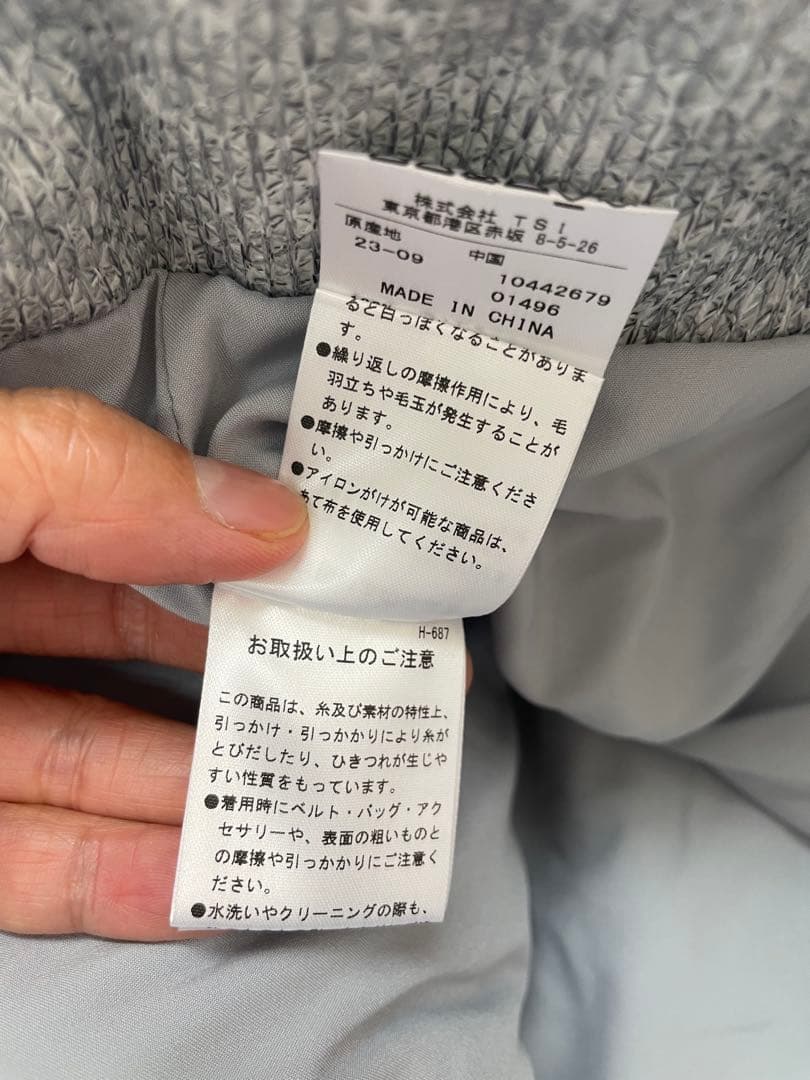 株式会社 TSI
東京都港区赤坂 8-5-26
原産地 中国
23-09 10442679
01496
MADE IN CHINA
ると白っぽくなることがありま
す。
●繰り返しの摩擦作用により、毛
羽立ちや毛玉が発生することが
あります。
●摩擦や引っかけにご注意くださ
い。
●アイロンがけが可能な商品は、
あて布を使用してください。
H-687
お取扱い上のご注意
この商品は、糸及び素材の特性上、
引っかけ・引っかかりにより糸が
とびだしたり、ひきつれが生じや
すい性質をもっています。
●着用時にベルト・バッグ・アク
セサリーや、表面の粗いものと
の摩擦や引っかかりにご注意く
ださい。
●水洗いやクリーニングの際も、